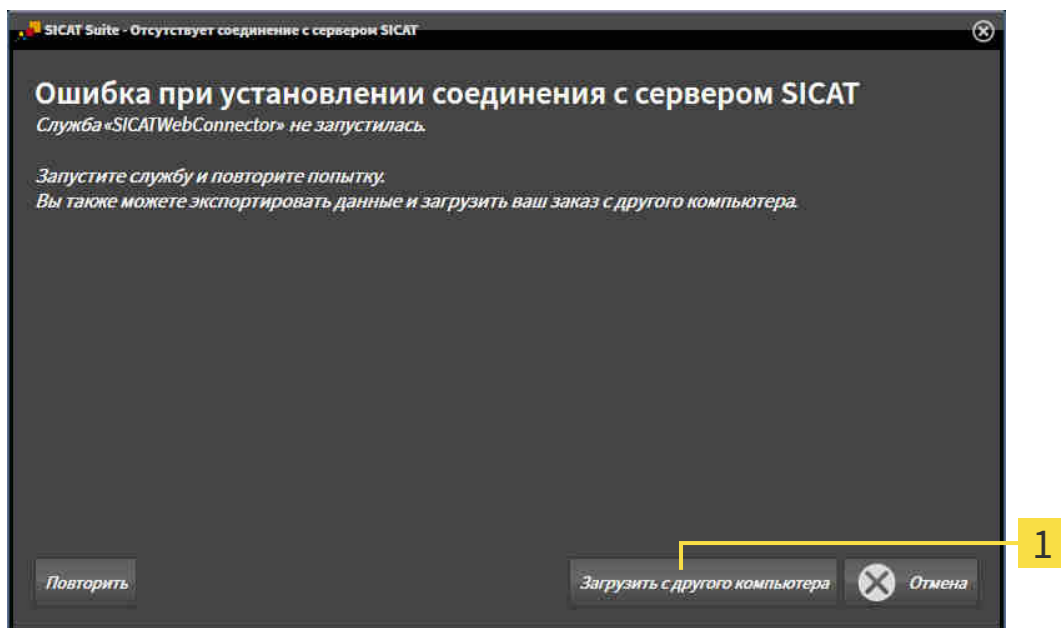 SICAT Suite - Отсутствует соединение с сервером SICAT
Ошибка при установлении соединения с сервером SICAT
Служба «SICATWebConnector» не запустилась.
Запустите службу и повторите попытку.
Вы также можете экспортировать данные и загрузить ваш заказ с другого компьютера.
1
Повторить
Загрузить с другого компьютера
Отмена